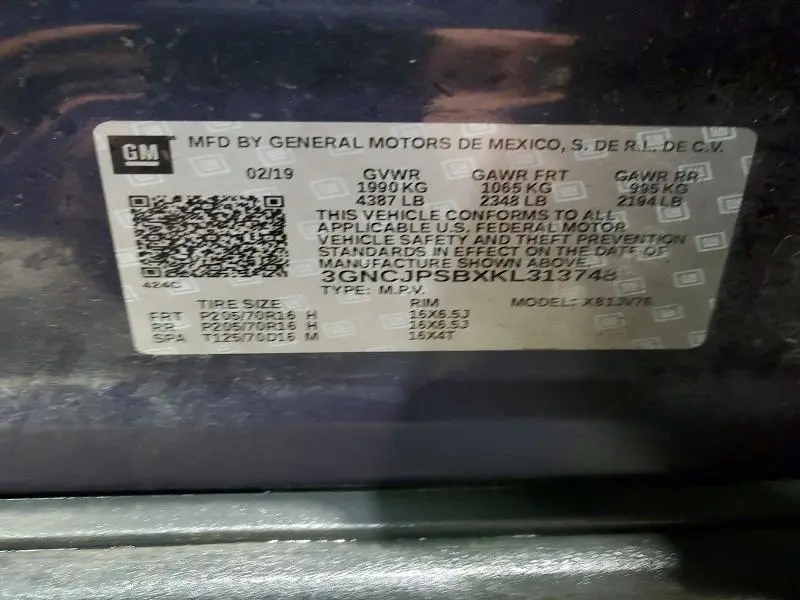 GM MFD BY GENERAL MOTORS DE MEXICO, S. DE R.L. DE C.V.
02/19 GVWR GAWR FRT GAWR RR
1990 KG 1065 KG 995 KG
4387 LB 2348 LB 2194 LB
THIS VEHICLE CONFORMS TO ALL
APPLICABLE U.S. FEDERAL MOTOR
VEHICLE SAFETY AND THEFT PREVENTION
STANDARDS IN EFFECT ON THE DATE OF
MANUFACTURE SHOWN ABOVE.
424C 3GNCJPSBXKL313748
TYPE: M.P.V. MODEL: X81JV76
TIRE SIZE RIM
FRT P205/70R16 H 16X6.5J
RR P205/70R16 H 16X6.5J
SPA T125/70D16 M 16X4T